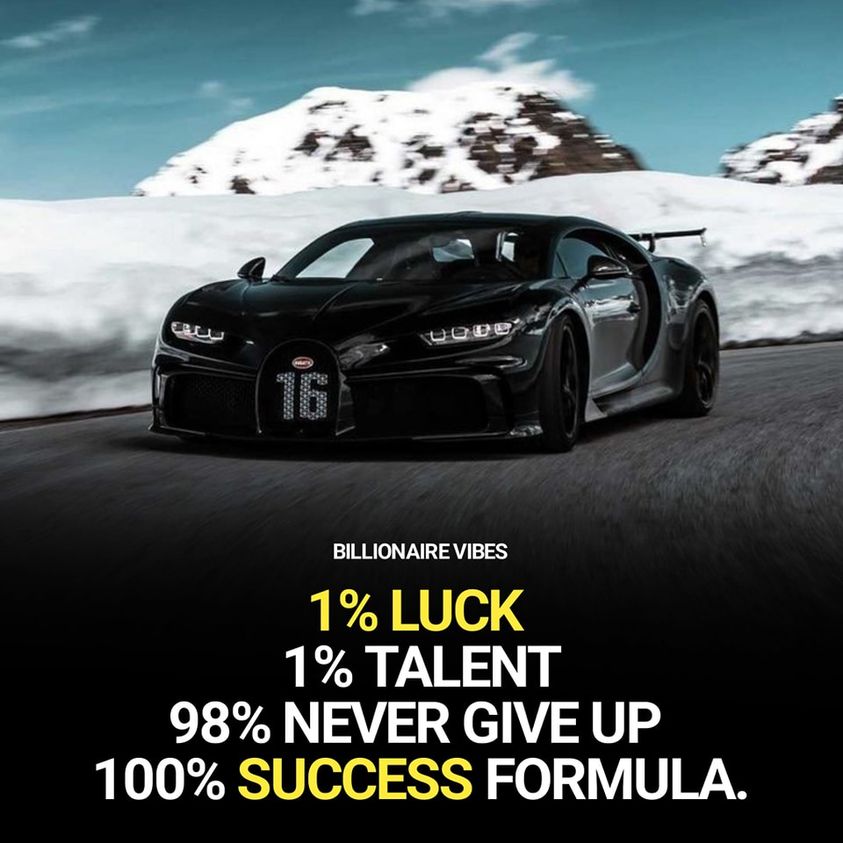 16
BILLIONAIRE VIBES
1% LUCK
1% TALENT
98% NEVER GIVE UP
100% SUCCESS FORMULA.